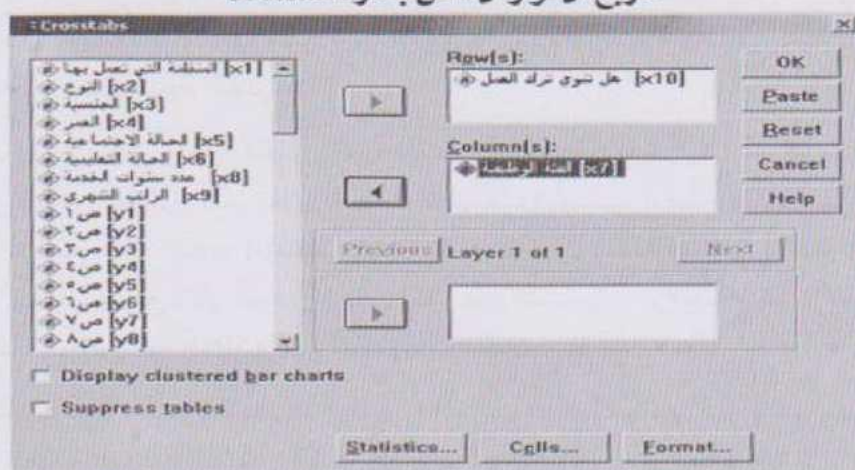 Crosstabs
[x1] المنطقة التي تعمل بها
[x2] النوع
[x3] الجنسية
[x4] العمر
[x5] الحالة الاجتماعية
[x6] الحالة التعليمية
[x8] عدد سنوات الخدمة
[x9] الراتب الشهري
[y1] ص١
[y2] ص٢
[y3] ص٣
[y4] ص٤
[y5] ص٥
[y6] ص٦
[y7] ص٧
[y8] ص٨
Row(s):
[x10] هل تنوي ترك العمل
Column(s):
[x7] الفئة الوظيفية
OK
Paste
Reset
Cancel
Help
Previous Layer 1 of 1 Next
Display clustered bar charts
Suppress tables
Statistics... Cells... Format...